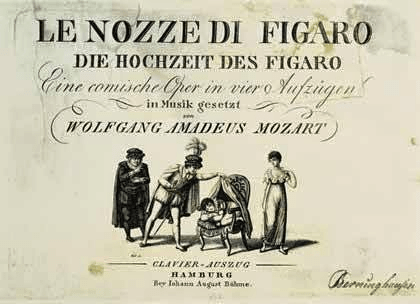 LE NOZZE DI FIGARO
DIE HOCHZEIT DES FIGARO
Eine comische Oper in vier Aufzügen
in Musik gesetzt
von
WOLFGANG AMADEUS MOZART
CLAVIER-AUSZUG
HAMBURG
Bey Johann August Böhme.